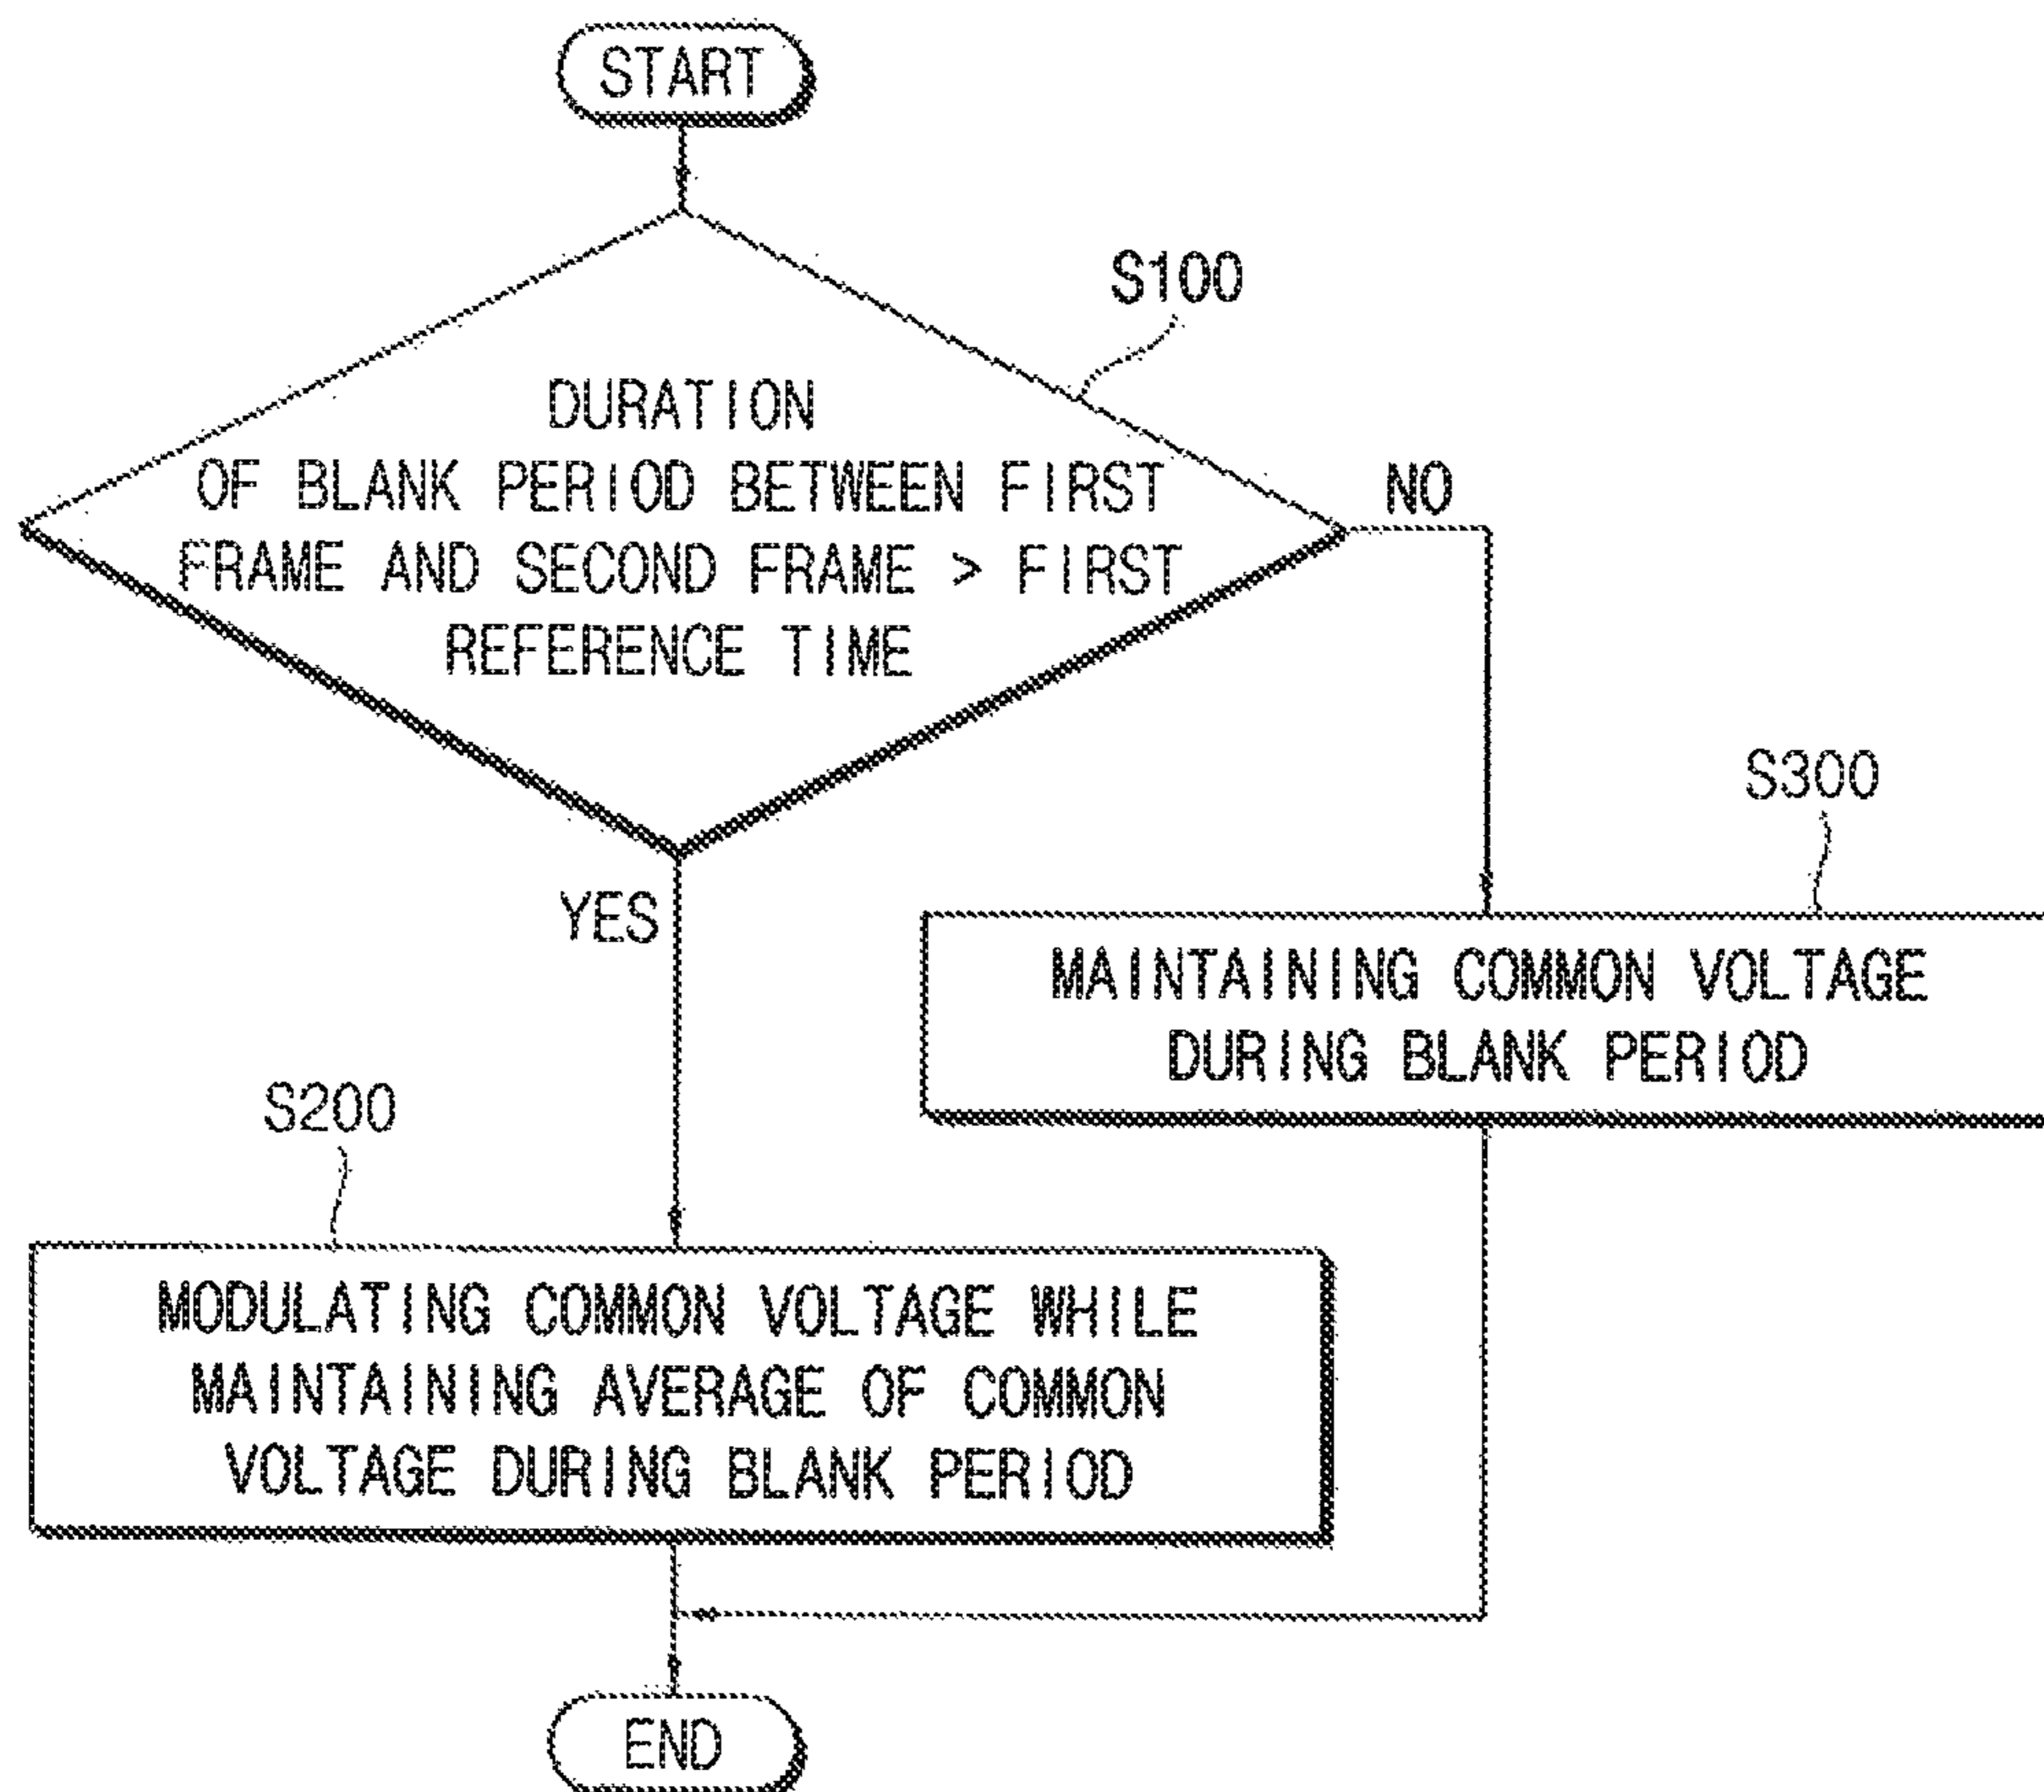 START
S100
DURATION
OF BLANK PERIOD BETWEEN FIRST
FRAME AND SECOND FRAME > FIRST
REFERENCE TIME
NO
YES
S300
MAINTAINING COMMON VOLTAGE
DURING BLANK PERIOD
S200
MODULATING COMMON VOLTAGE WHILE
MAINTAINING AVERAGE OF COMMON
VOLTAGE DURING BLANK PERIOD
END